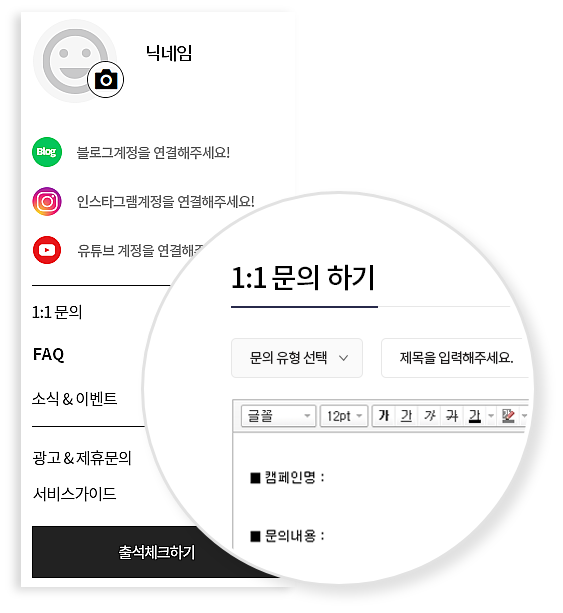 닉네임
Blog 블로그계정을 연결해주세요!
인스타그램계정을 연결해주세요!
유튜브 계정을 연결해주
1:1 문의
FAQ
소식 & 이벤트
광고 & 제휴문의
서비스가이드
출석체크하기
1:1 문의 하기
문의 유형 선택
제목을 입력해주세요.
글꼴 12pt 가 가 가 가 가
■ 캠페인명 :
■ 문의내용 :